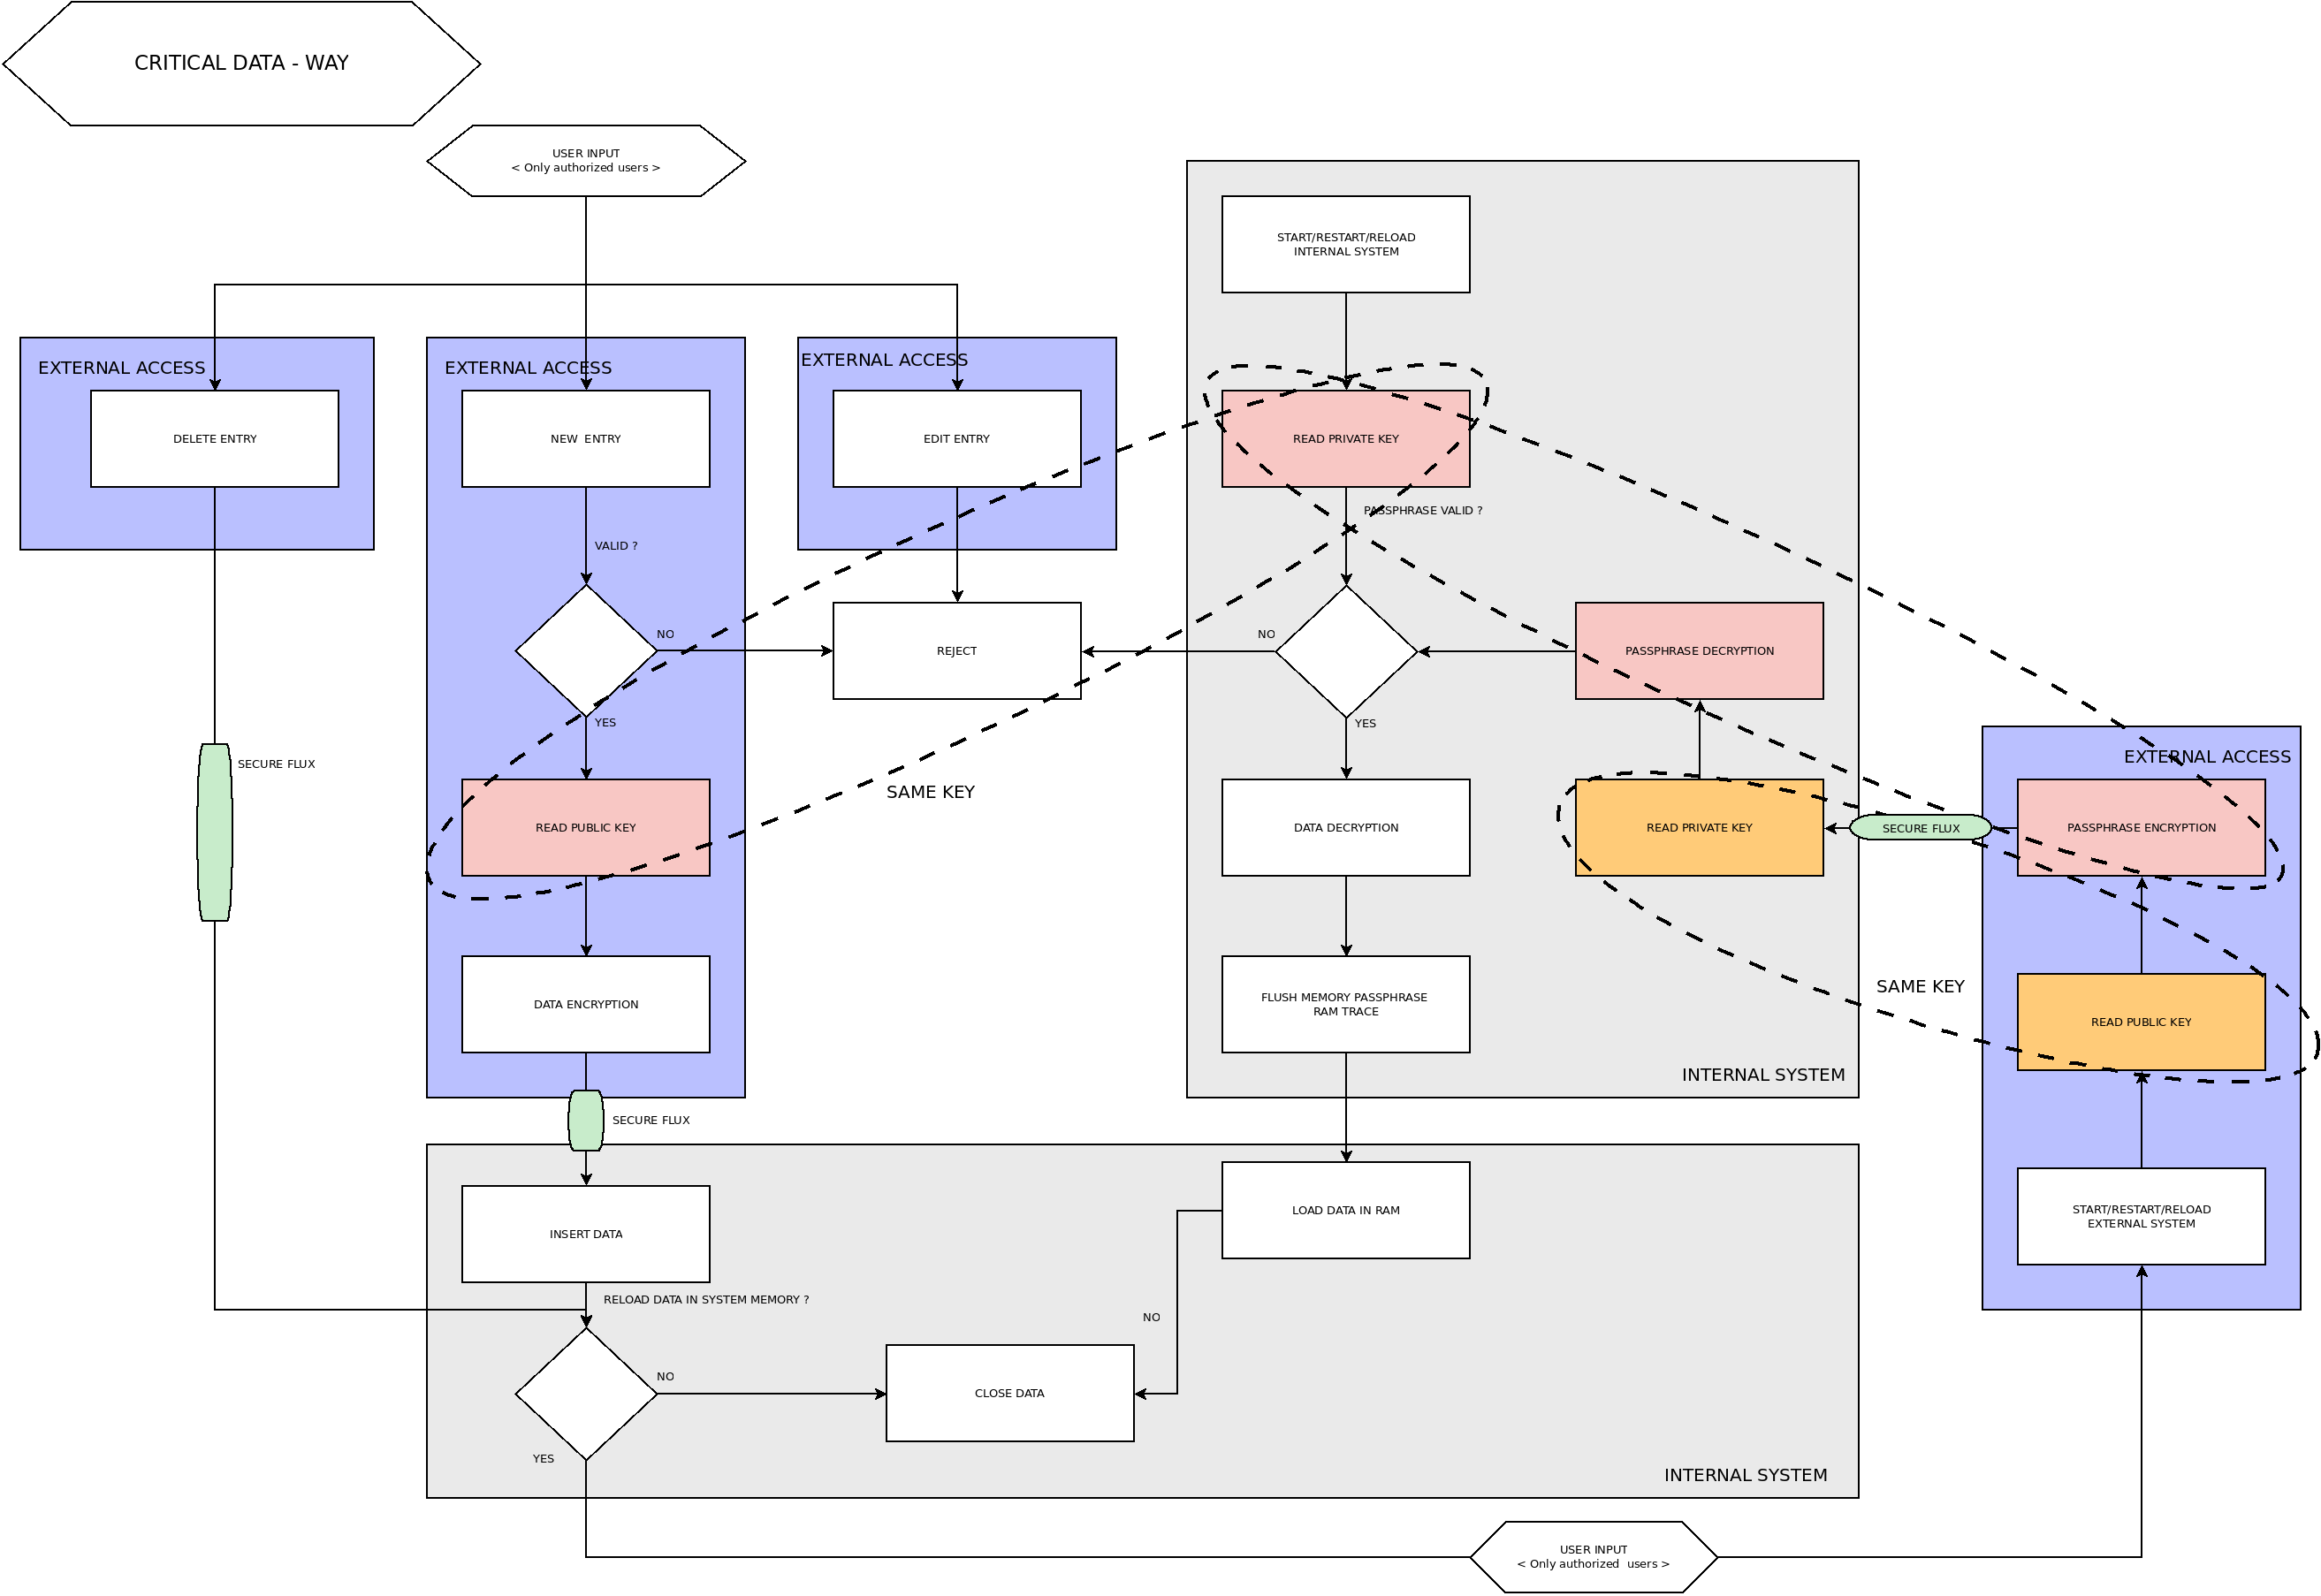 CRITICAL DATA - WAY
USER INPUT
< Only authorized users >
START/RESTART/RELOAD
INTERNAL SYSTEM
EXTERNAL ACCESS
EXTERNAL ACCESS
EXTERNAL ACCESS
DELETE ENTRY
NEW ENTRY
EDIT ENTRY
READ PRIVATE KEY
PASSPHRASE VALID ?
VALID ?
NO
NO
REJECT
PASSPHRASE DECRYPTION
YES
YES
EXTERNAL ACCESS
SECURE FLUX
SAME KEY
READ PUBLIC KEY
DATA DECRYPTION
READ PRIVATE KEY
SECURE FLUX
PASSPHRASE ENCRYPTION
SAME KEY
DATA ENCRYPTION
FLUSH MEMORY PASSPHRASE
RAM TRACE
READ PUBLIC KEY
INTERNAL SYSTEM
SECURE FLUX
INSERT DATA
LOAD DATA IN RAM
START/RESTART/RELOAD
EXTERNAL SYSTEM
RELOAD DATA IN SYSTEM MEMORY ?
NO
NO
CLOSE DATA
YES
INTERNAL SYSTEM
USER INPUT
< Only authorized  users >